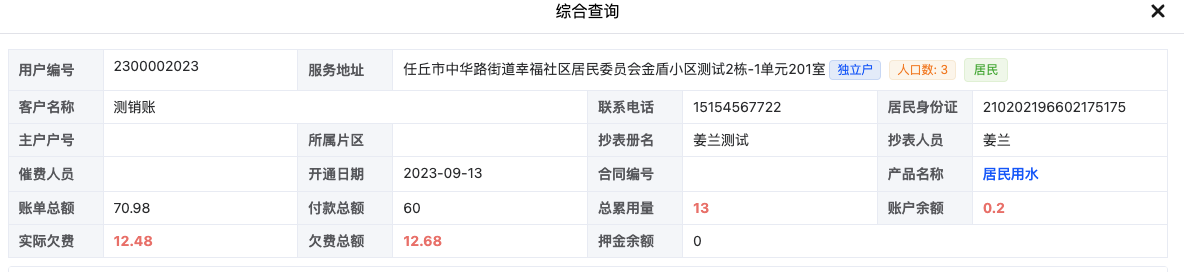 综合查询
用户编号 2300002023 服务地址 任丘市中华路街道幸福社区居民委员会金盾小区测试2栋-1单元201室 独立户 人口数: 3 居民
客户名称 测销账 联系电话 15154567722 居民身份证 210202196602175175
主户户号 所属片区 抄表册名 姜兰测试 抄表人员 姜兰
催费人员 开通日期 2023-09-13 合同编号 产品名称 居民用水
账单总额 70.98 付款总额 60 总累用量 13 账户余额 0.2
实际欠费 12.48 欠费总额 12.68 押金余额 0